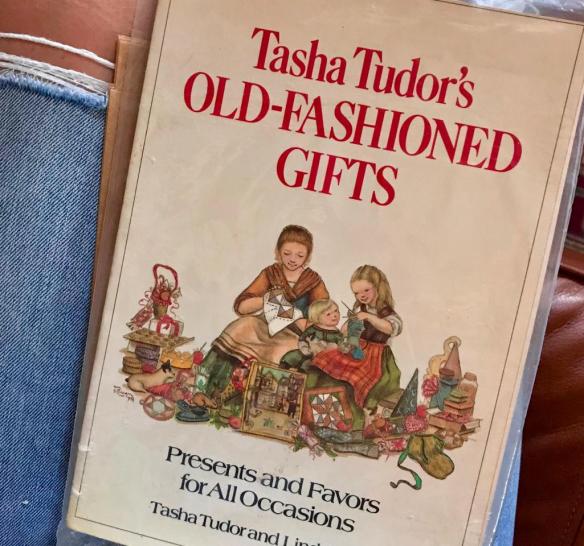 Tasha Tudor's
OLD-FASHIONED
GIFTS
Presents and Favors
for All Occasions
Tasha Tudor and